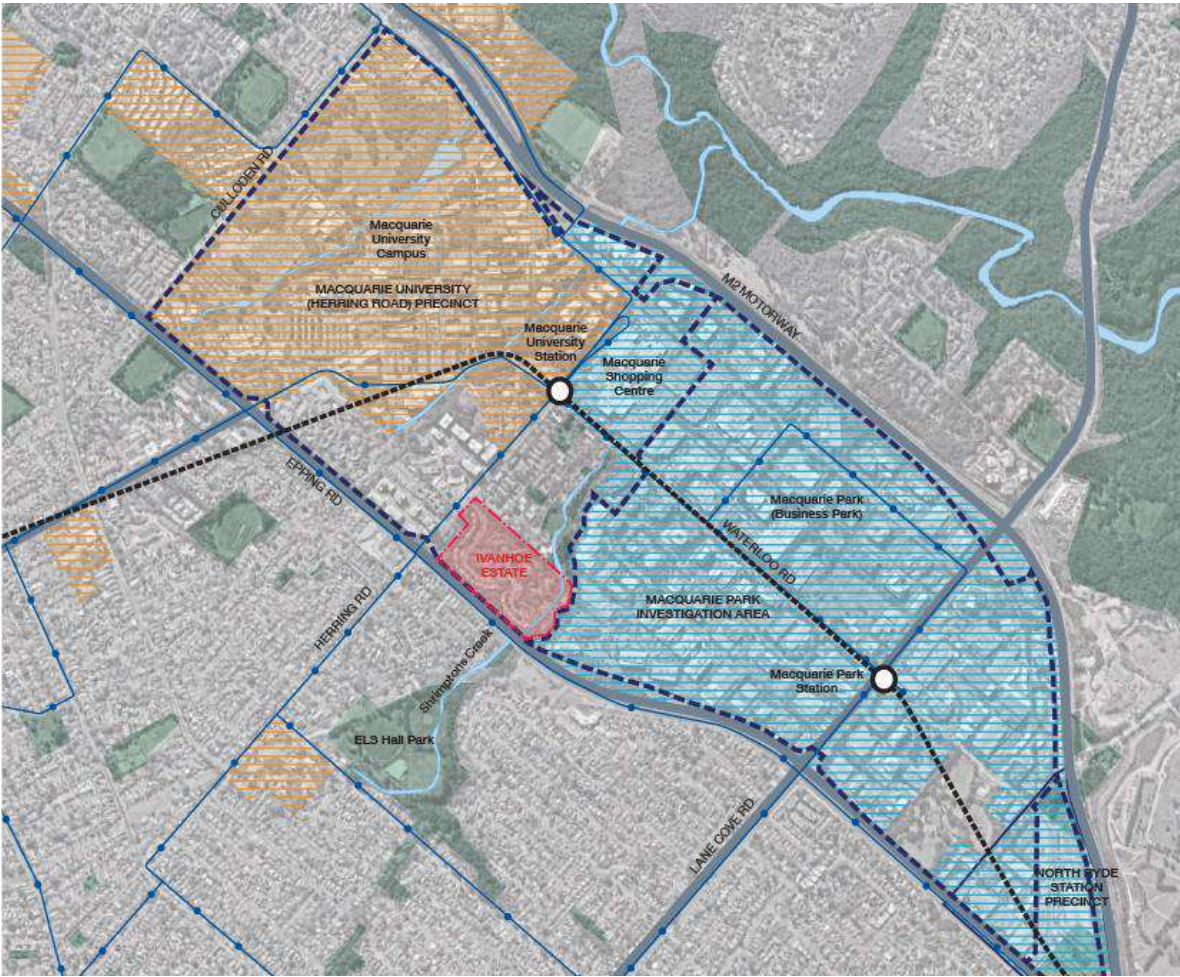 CULLODEN RD
Macquarie
University
Campus
MACQUARIE UNIVERSITY
(HERRING ROAD) PRECINCT
M2 MOTORWAY
Macquarie
University
Station
Macquarie
Shopping
Centre
EPPING RD
Macquarie Park
(Business Park)
WATERLOO RD
IVANHOE
ESTATE
MACQUARIE PARK
INVESTIGATION AREA
HERRING RD
Shrimptons Creek
Macquarie Park
Station
ELS Hall Park
LANE COVE RD
NORTH RYDE
STATION
PRECINCT